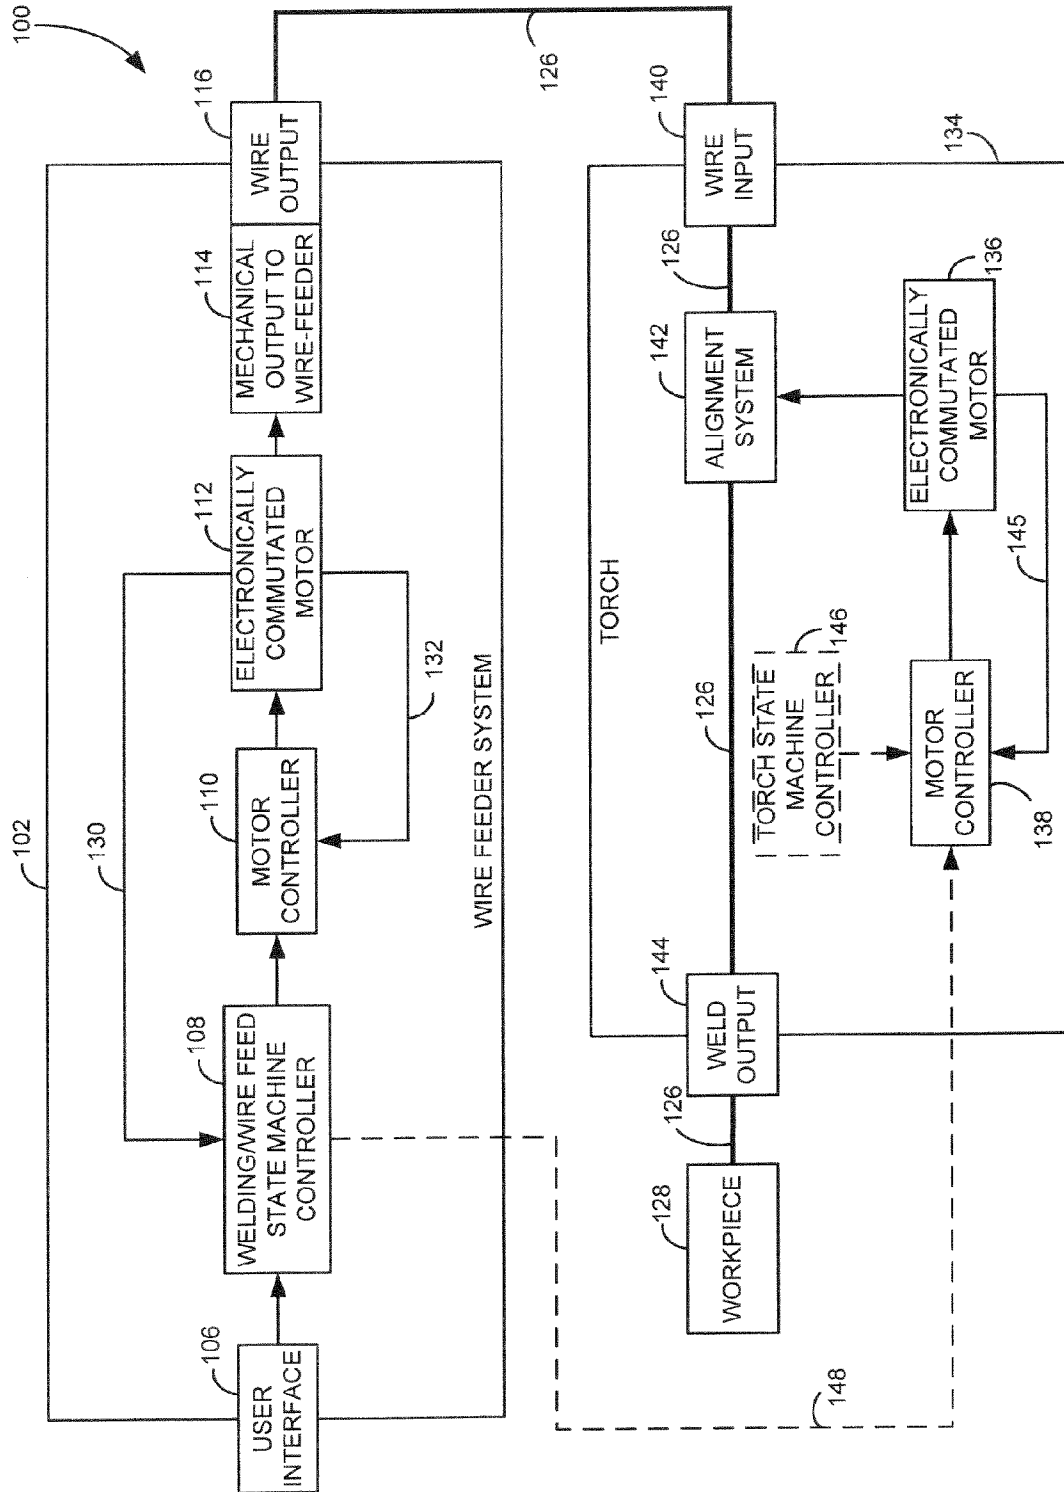 100
102
130
106
USER
INTERFACE
108
WELDING/WIRE FEED
STATE MACHINE
CONTROLLER
110
MOTOR
CONTROLLER
112
ELECTRONICALLY
COMMUTATED
MOTOR
114
MECHANICAL
OUTPUT TO
WIRE-FEEDER
116
WIRE
OUTPUT
132
WIRE FEEDER SYSTEM
126
TORCH
128
WORKPIECE
126
144
WELD
OUTPUT
126
142
ALIGNMENT
SYSTEM
126
140
WIRE
INPUT
134
146
TORCH STATE
MACHINE
CONTROLLER
148
138
MOTOR
CONTROLLER
136
ELECTRONICALLY
COMMUTATED
MOTOR
145